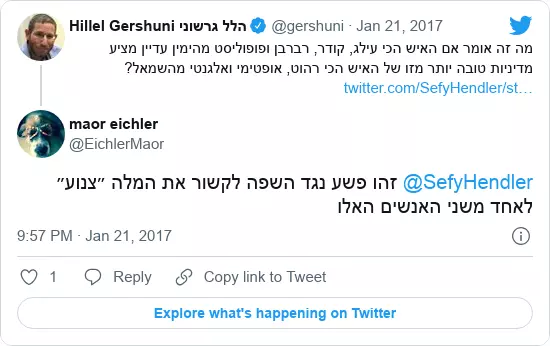 Hillel Gershuni הלל גרשוני @gershuni · Jan 21, 2017
מה זה אומר אם האיש הכי עילג, קודר, רברבן ופופוליסט מהימין עדיין מציע
מדיניות טובה יותר מזו של האיש הכי רהוט, אופטימי ואלגנטי מהשמאל?
twitter.com/SefyHendler/st…
maor eichler
@EichlerMaor
@SefyHendler זהו פשע נגד השפה לקשור את המלה ״צנוע״
לאחד משני האנשים האלו
9:57 PM · Jan 21, 2017
1 Reply Copy link to Tweet
Explore what's happening on Twitter